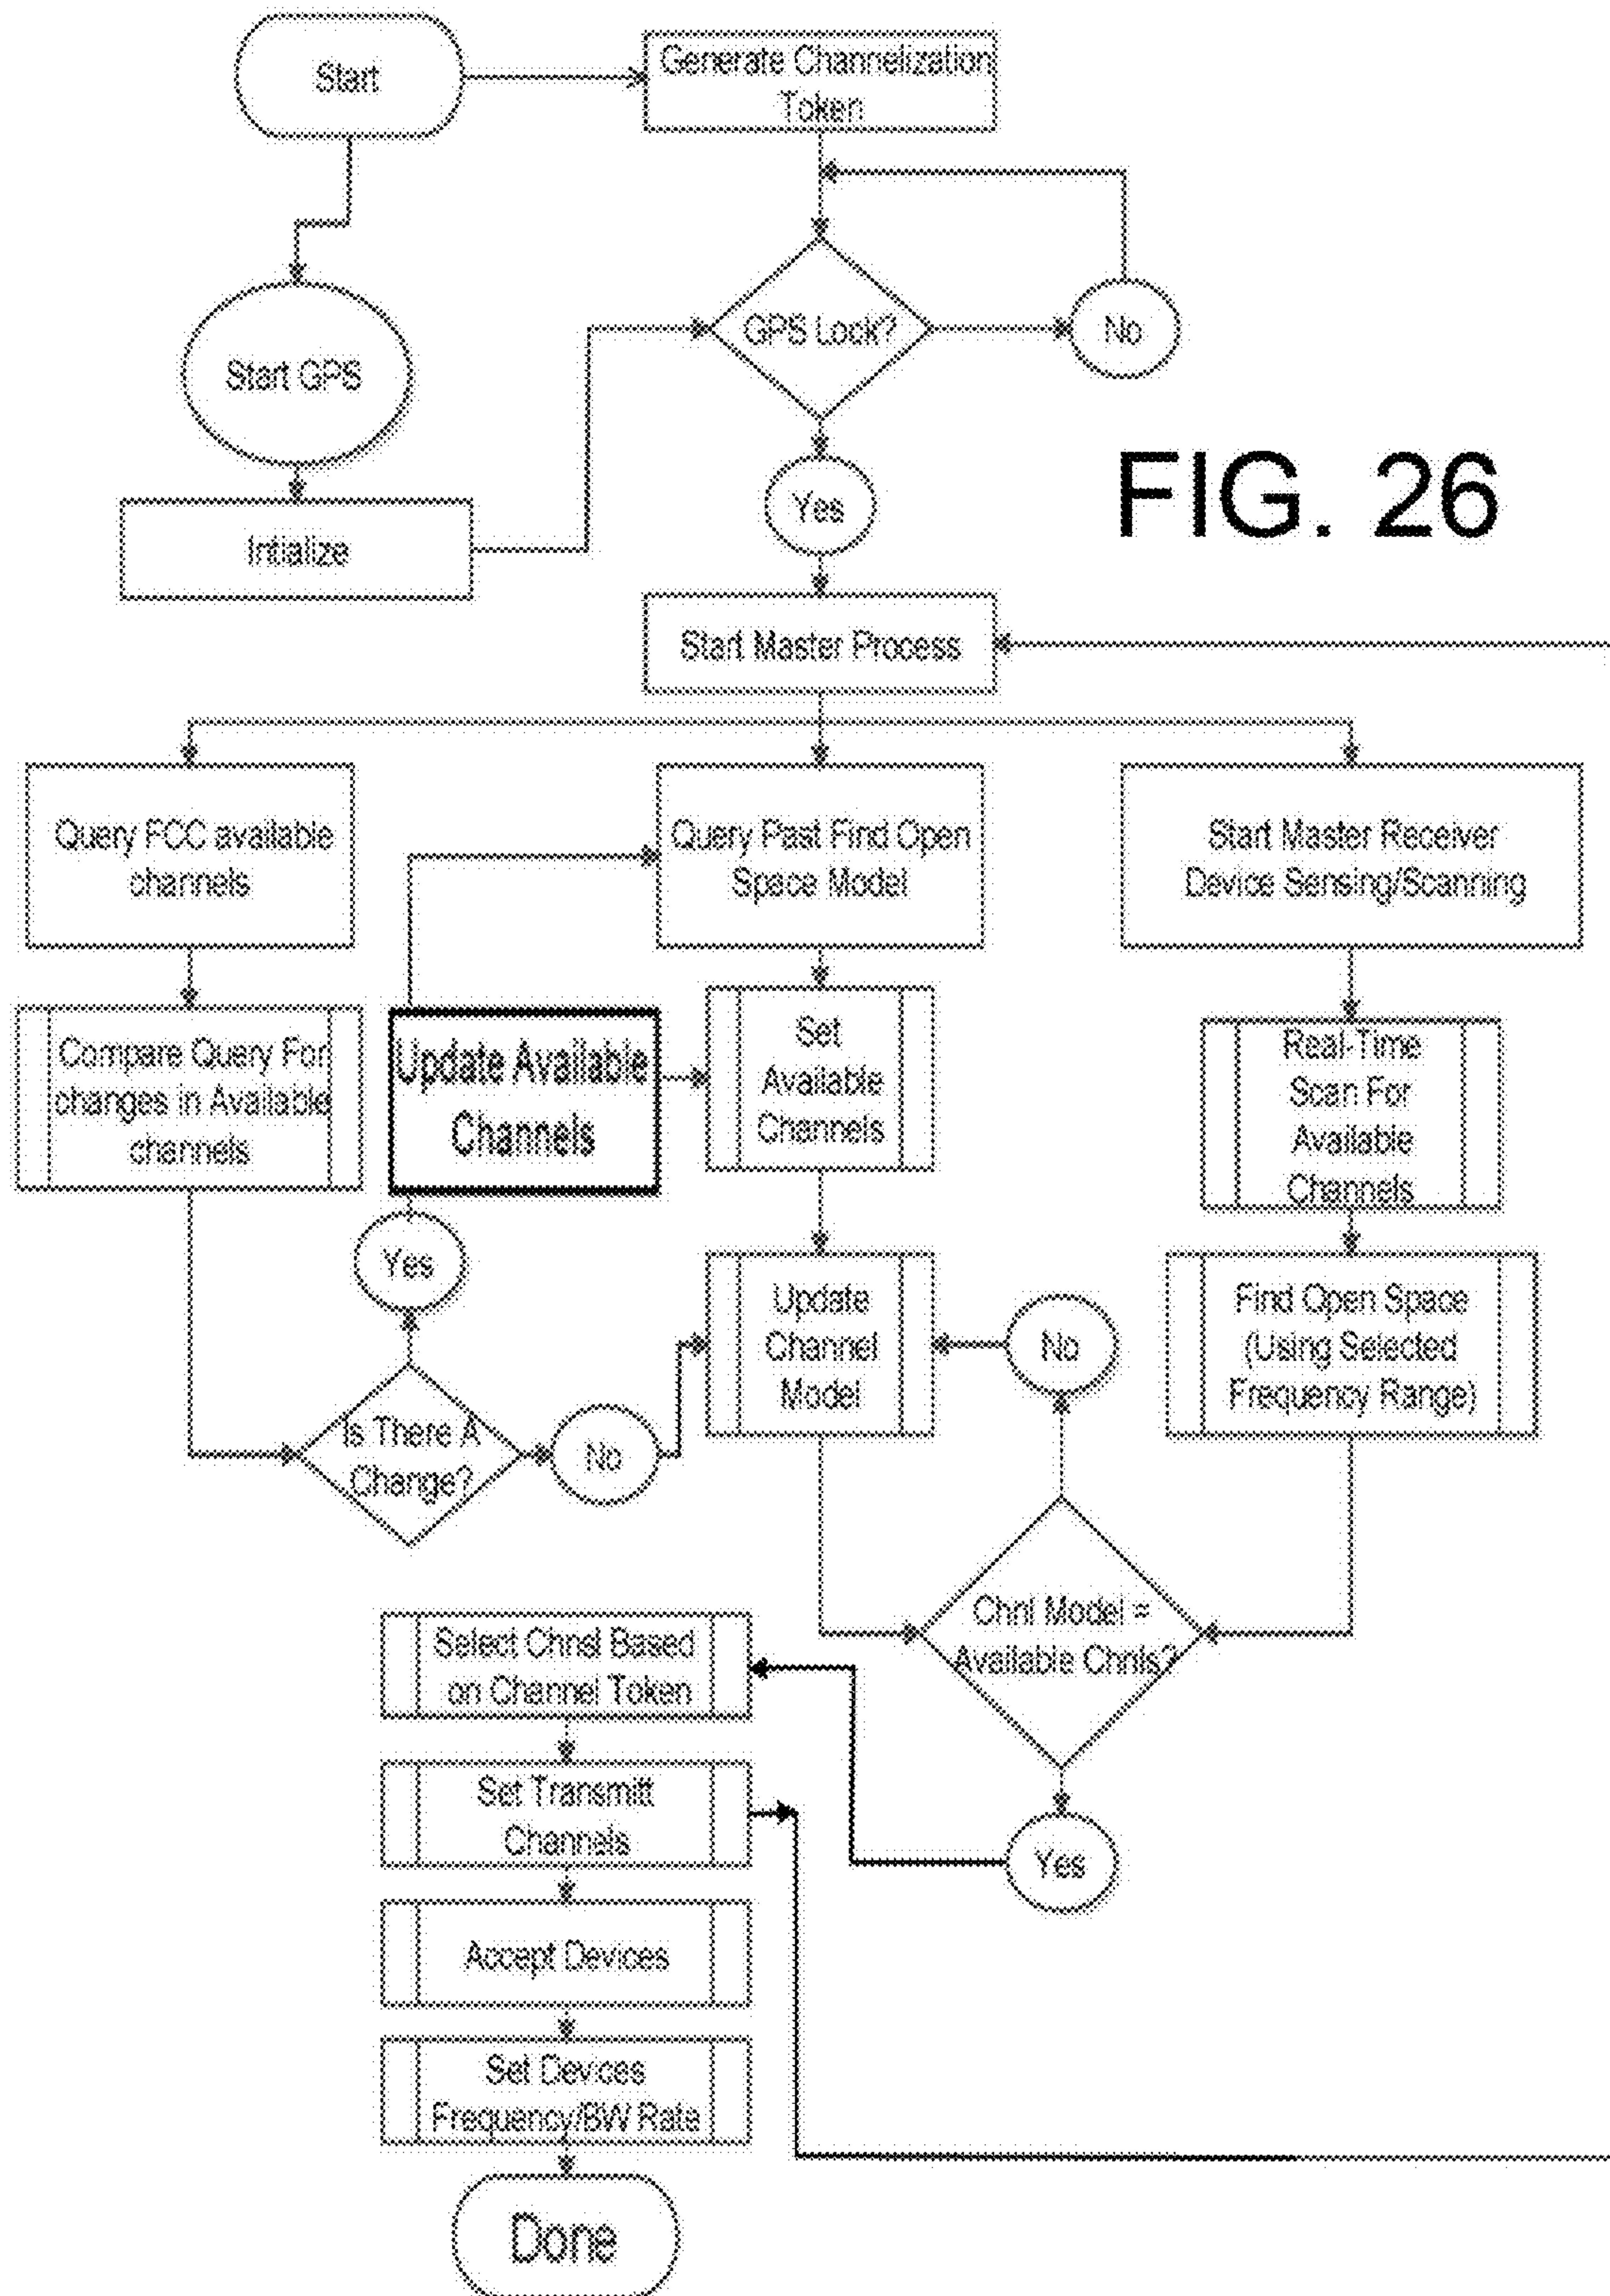 Start
Generate Channelization
Token
GPS Lock?
No
Start GPS
Yes
FIG. 26
Intialize
Start Master Process
Query FCC available
channels
Query Past Find Open
Space Model
Start Master Receiver
Device Sensing/Scanning
Compare Query For
changes in Available
channels
Update Available
Channels
Set
Available
Channels
Real-Time
Scan For
Available
Channels
Yes
Update
Channel
Model
No
Find Open Space
(Using Selected
Frequency Range)
Is There A
Change?
No
Chnl Model =
Available Chnls?
Select Chnsl Based
on Channel Token
Set Transmitt
Channels
Yes
Accept Devices
Set Devices
Frequency/BW Rate
Done